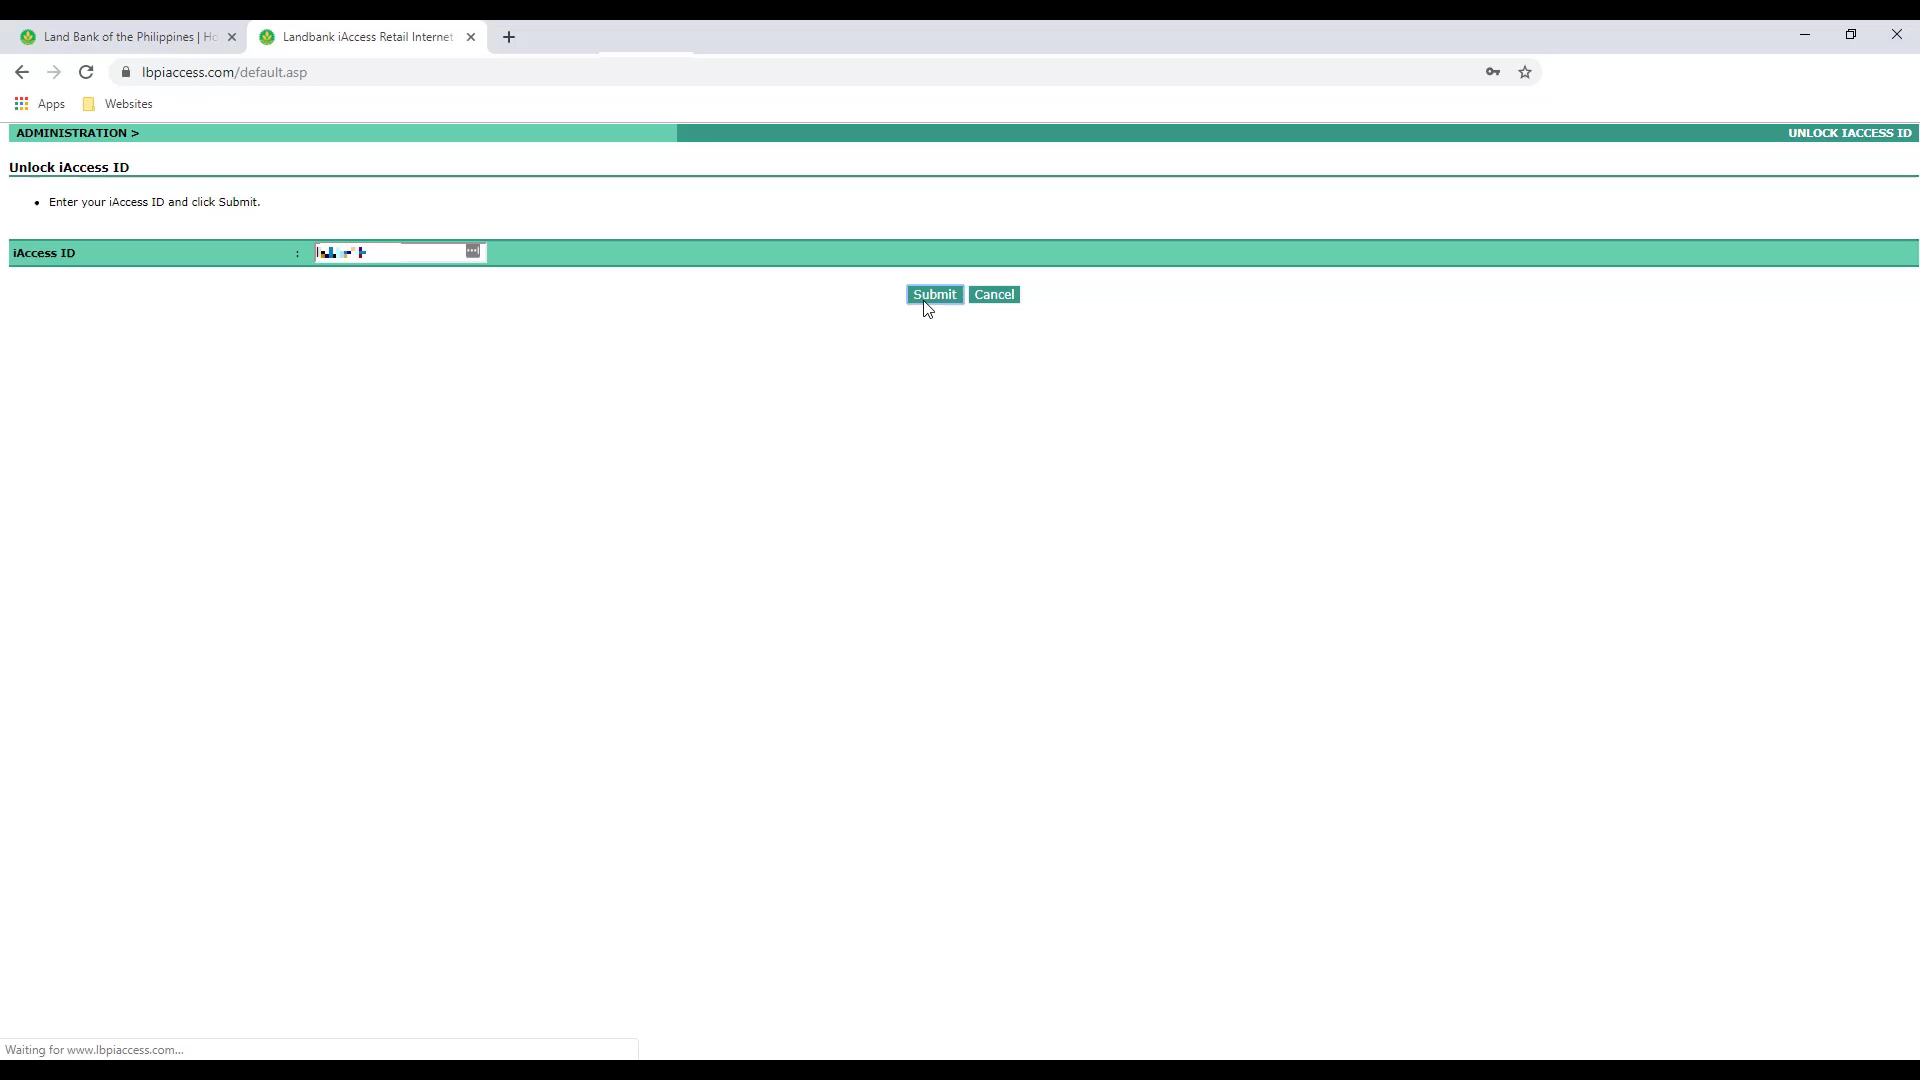 Land Bank of the Philippines | Ho
Landbank iAccess Retail Internet
lbpiaccess.com/default.asp
Apps
Websites
ADMINISTRATION >
UNLOCK IACCESS ID
Unlock iAccess ID
• Enter your iAccess ID and click Submit.
iAccess ID :
Submit Cancel
Waiting for www.lbpiaccess.com...